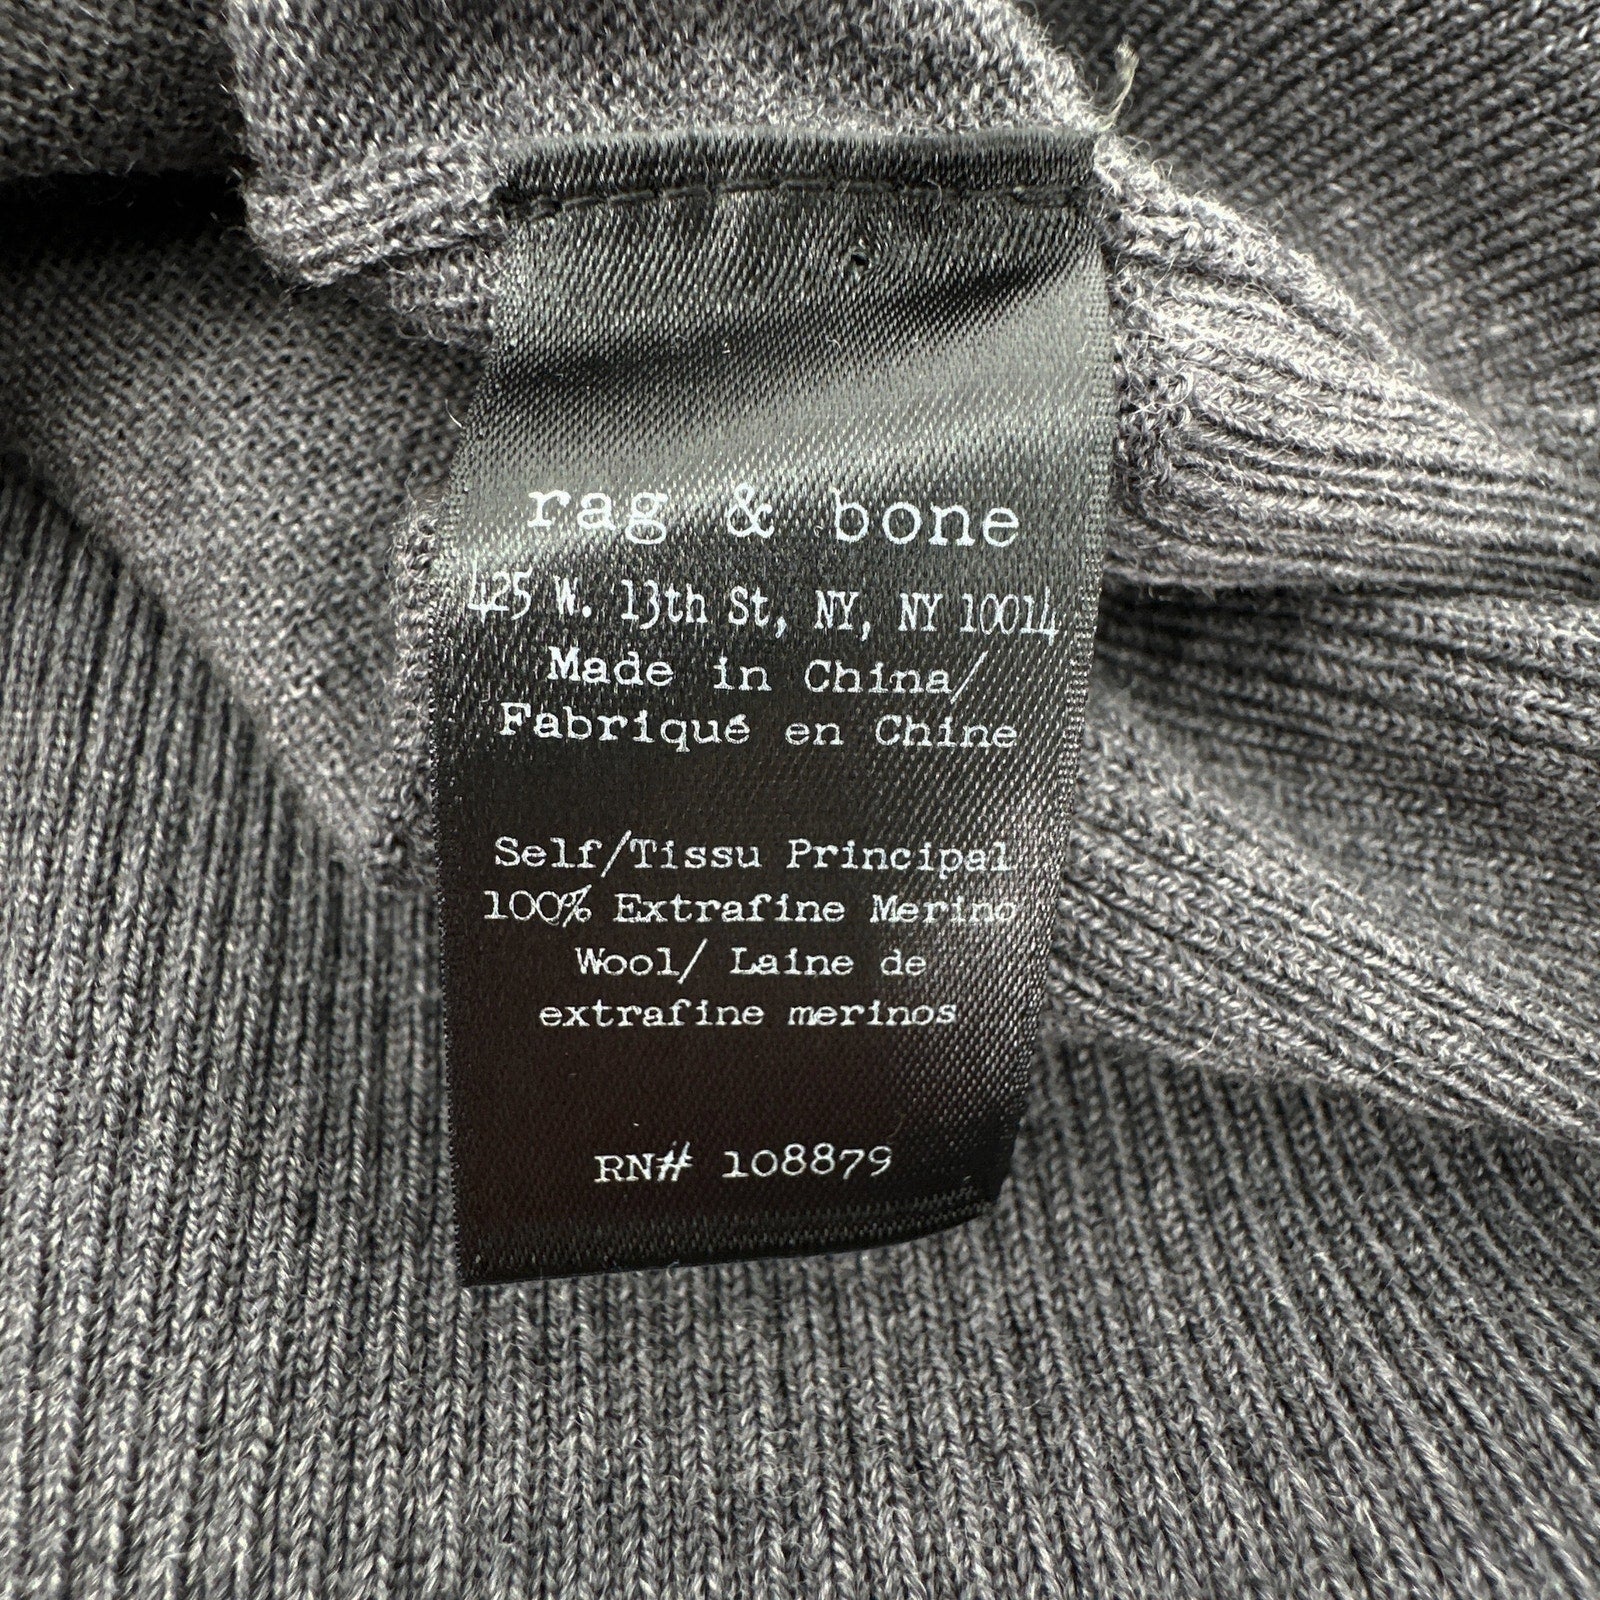 rag & bone
425 W. 13th St, NY, NY 10014
Made in China/
Fabriqué en Chine
Self/Tissu Principal
100% Extrafine Merino
Wool/ Laine de
extrafine merinos
RN# 108879